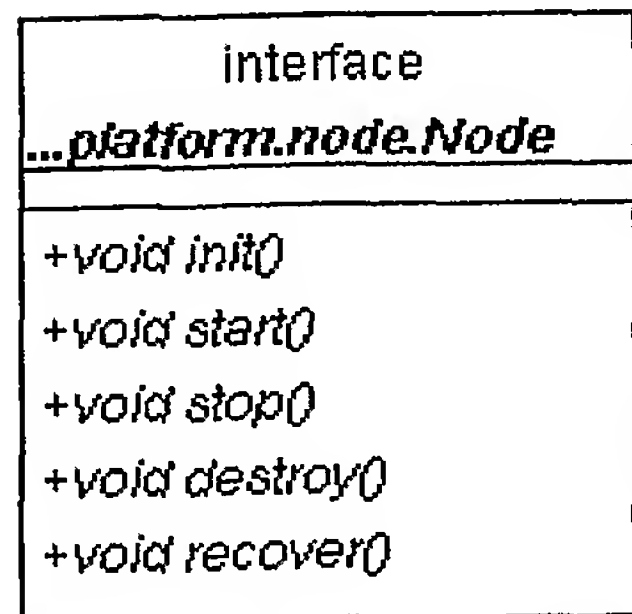 interface
...platform.node.Node
+void init()
+void start()
+void stop()
+void destroy()
+void recover()